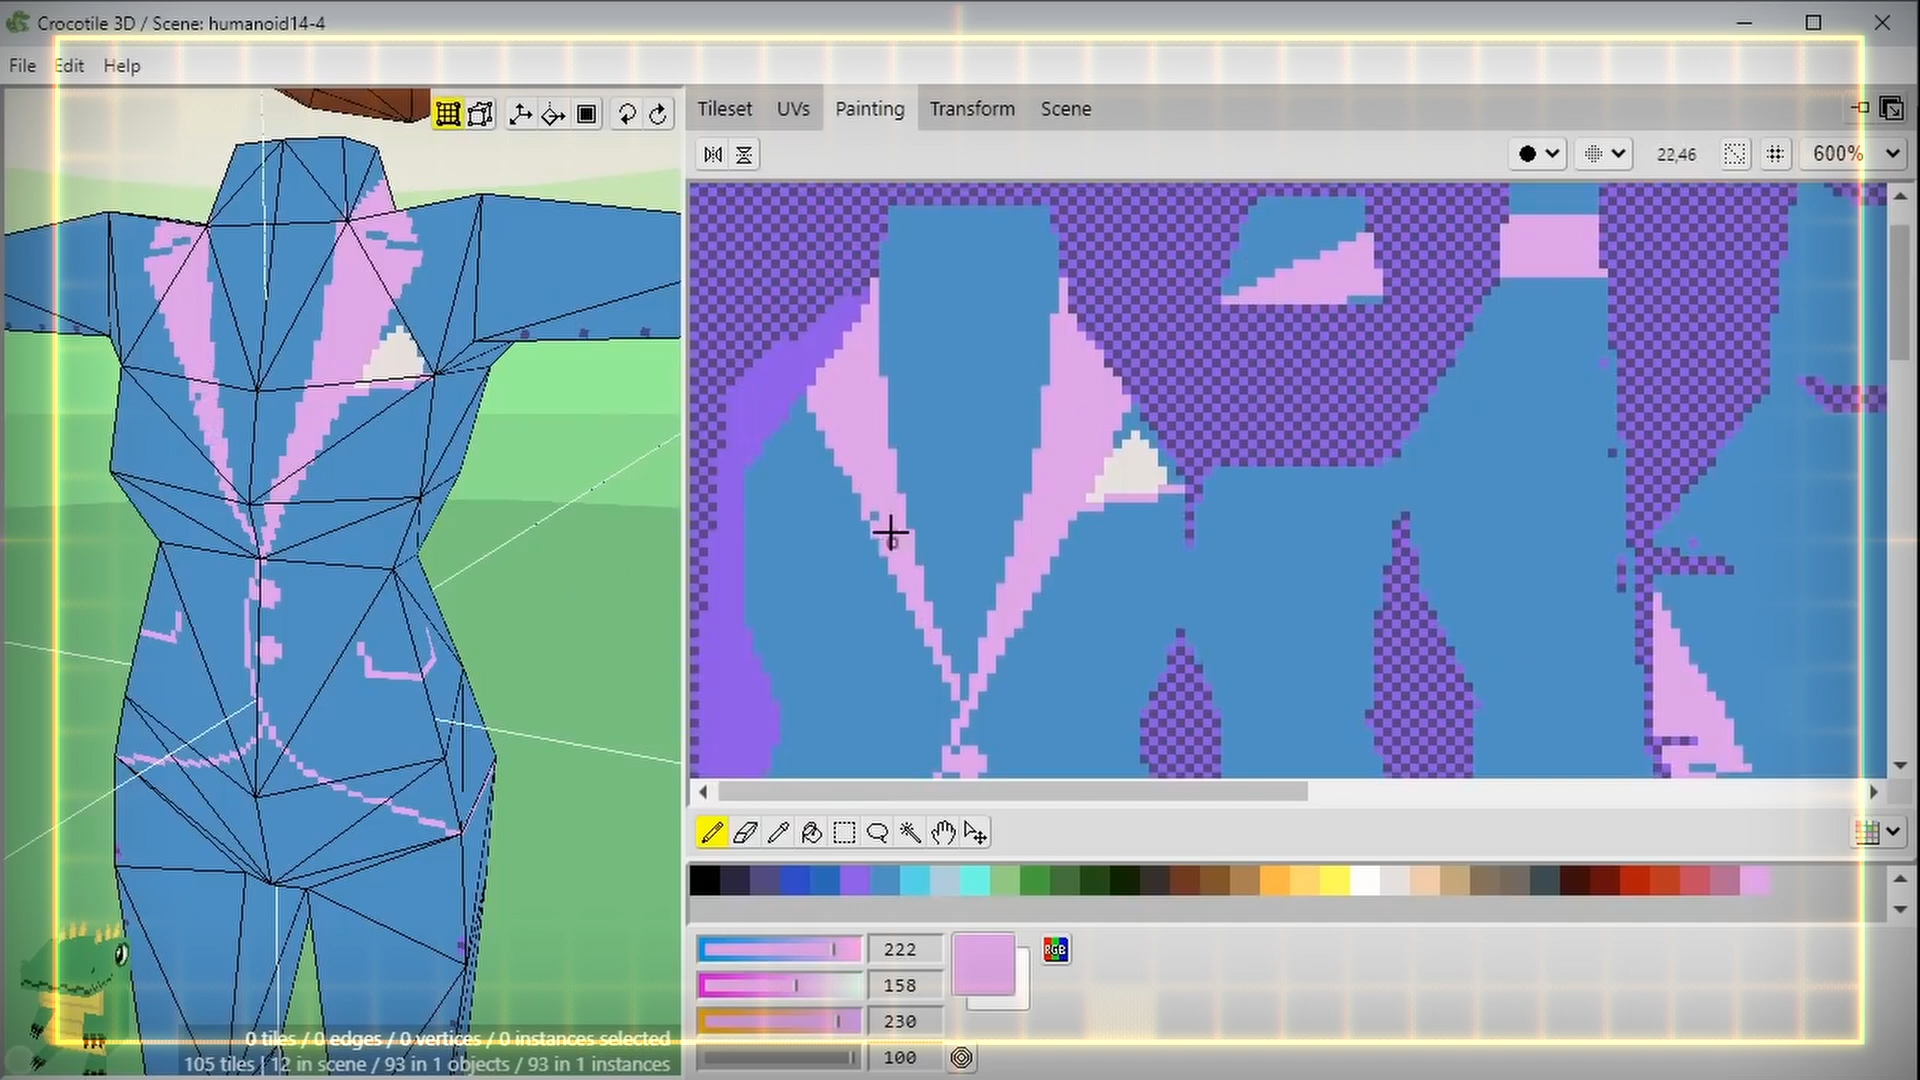 Crocotile 3D / Scene: humanoid14-4
File Edit Help
Tileset UVs Painting Transform Scene
22,46 600%
222
158
RGB
230
100
0 tiles / 0 edges / 0 vertices / 0 instances selected
105 tiles | 12 in scene / 93 in 1 objects / 93 in 1 instances